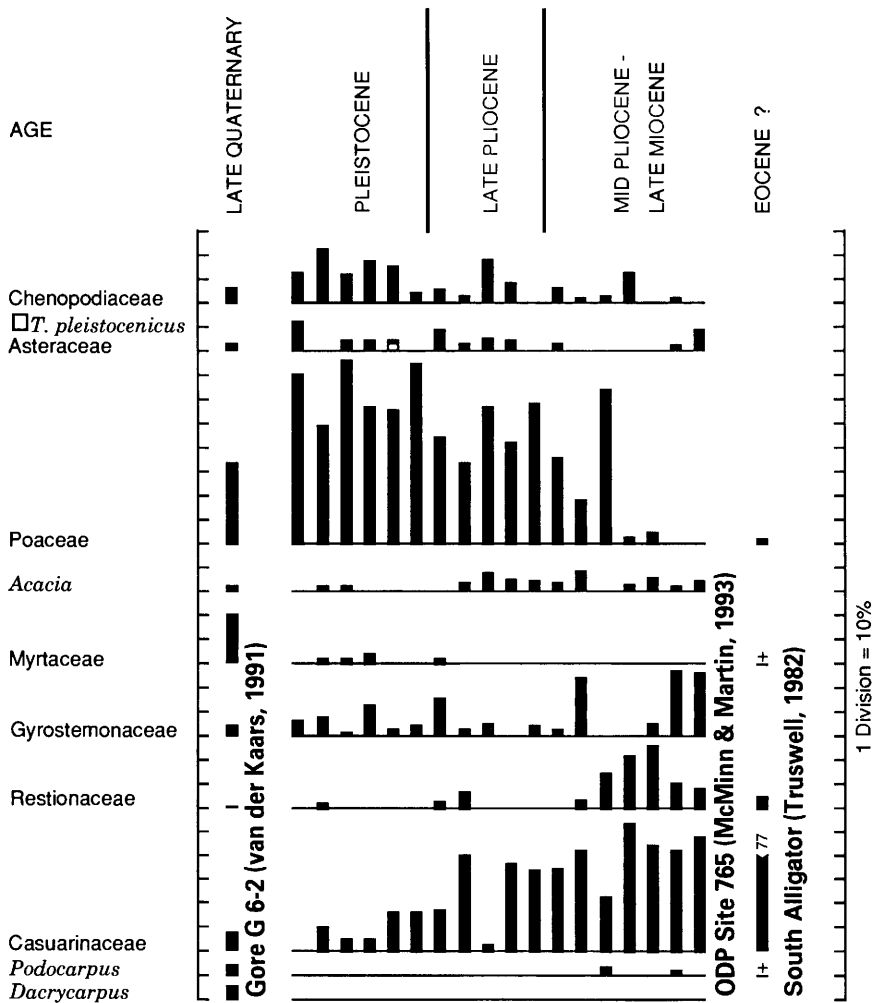 AGE
LATE QUATERNARY
PLEISTOCENE
LATE PLIOCENE
MID PLIOCENE -
LATE MIOCENE
EOCENE ?
Chenopodiaceae
T. pleistocenicus
Asteraceae
Poaceae
Acacia
Myrtaceae
Gyrostemonaceae
Restionaceae
Casuarinaceae
Podocarpus
Dacrycarpus
Gore G 6-2 (van der Kaars, 1991)
ODP Site 765 (McMinn & Martin, 1993)
South Alligator (Truswell, 1982)
I+
77
I+
1 Division = 10%